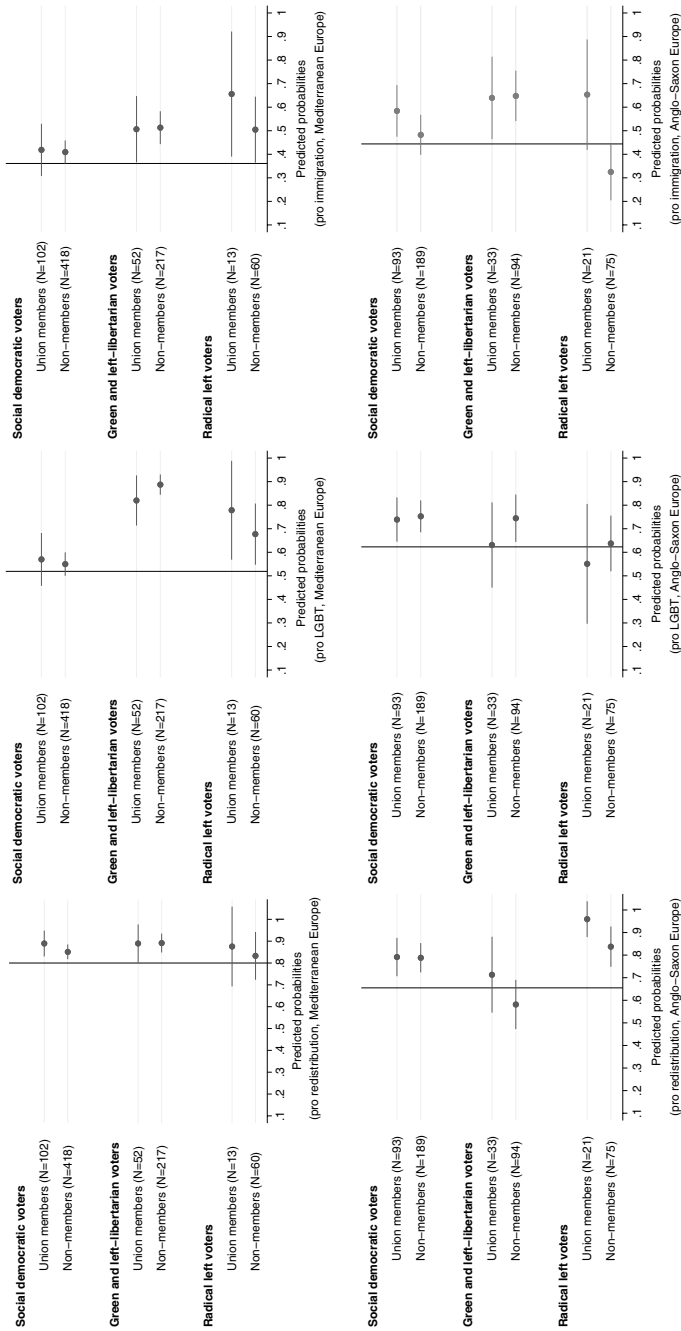 Social democratic voters
Union members (N=102)
Non−members (N=418)
Green and left−libertarian voters
Union members (N=52)
Non−members (N=217)
Radical left voters
Union members (N=13)
Non−members (N=60)
.1 .2 .3 .4 .5 .6 .7 .8 .9 1
Predicted probabilities
(pro redistribution, Mediterranean Europe)
Social democratic voters
Union members (N=102)
Non−members (N=418)
Green and left−libertarian voters
Union members (N=52)
Non−members (N=217)
Radical left voters
Union members (N=13)
Non−members (N=60)
.1 .2 .3 .4 .5 .6 .7 .8 .9 1
Predicted probabilities
(pro LGBT, Mediterranean Europe)
Social democratic voters
Union members (N=102)
Non−members (N=418)
Green and left−libertarian voters
Union members (N=52)
Non−members (N=217)
Radical left voters
Union members (N=13)
Non−members (N=60)
.1 .2 .3 .4 .5 .6 .7 .8 .9 1
Predicted probabilities
(pro immigration, Mediterranean Europe)
Social democratic voters
Union members (N=93)
Non−members (N=189)
Green and left−libertarian voters
Union members (N=33)
Non−members (N=94)
Radical left voters
Union members (N=21)
Non−members (N=75)
.1 .2 .3 .4 .5 .6 .7 .8 .9 1
Predicted probabilities
(pro redistribution, Anglo−Saxon Europe)
Social democratic voters
Union members (N=93)
Non−members (N=189)
Green and left−libertarian voters
Union members (N=33)
Non−members (N=94)
Radical left voters
Union members (N=21)
Non−members (N=75)
.1 .2 .3 .4 .5 .6 .7 .8 .9 1
Predicted probabilities
(pro LGBT, Anglo−Saxon Europe)
Social democratic voters
Union members (N=93)
Non−members (N=189)
Green and left−libertarian voters
Union members (N=33)
Non−members (N=94)
Radical left voters
Union members (N=21)
Non−members (N=75)
.1 .2 .3 .4 .5 .6 .7 .8 .9 1
Predicted probabilities
(pro immigration, Anglo−Saxon Europe)